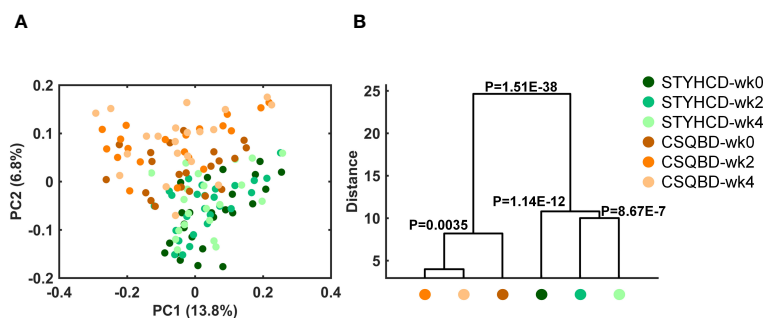 A
B
0.2
0.1
0
-0.1
-0.2
-0.4
-0.2
0
0.2
0.4
PC2 (6.8%)
PC1 (13.8%)
25
20
15
10
5
Distance
P=1.51E-38
P=1.14E-12
P=8.67E-7
P=0.0035
STYHCD-wk0
STYHCD-wk2
STYHCD-wk4
CSQBD-wk0
CSQBD-wk2
CSQBD-wk4